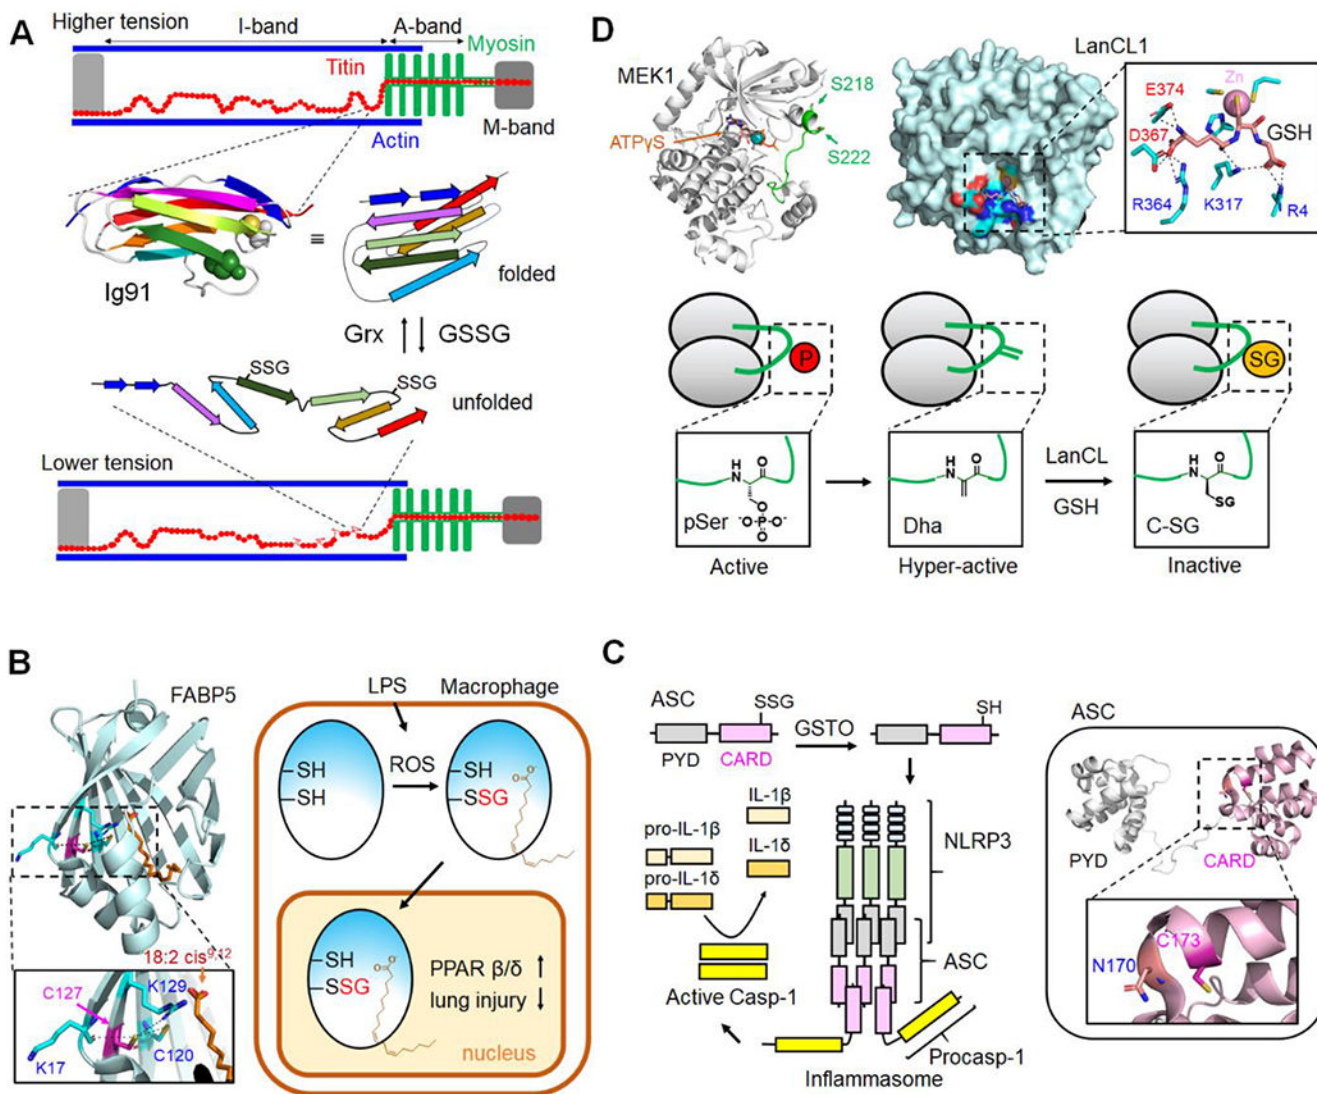 A
Higher tension
I-band
A-band
Myosin
Titin
M-band
Actin
Ig91
≡
folded
Grx
GSSG
SSG
SSG
unfolded
Lower tension
D
MEK1
S218
ATPγS
S222
LanCL1
Zn
E374
GSH
D367
R364
K317
R4
P
SG
LanCL
GSH
H
N
O
O
O
-O-P-O-
O-
pSer
H
N
O
Dha
H
N
O
SG
C-SG
Active
Hyper-active
Inactive
B
FABP5
18:2 cis9,12
C127
K129
K17
C120
LPS
Macrophage
ROS
-SH
-SH
-SH
-SSG
-SH
-SSG
PPAR β/δ ↑
lung injury ↓
nucleus
C
ASC
SSG
GSTO
SH
PYD
CARD
IL-1β
pro-IL-1β
IL-1δ
pro-IL-1δ
NLRP3
ASC
Active Casp-1
Procasp-1
Inflammasome
ASC
PYD
CARD
C173
N170